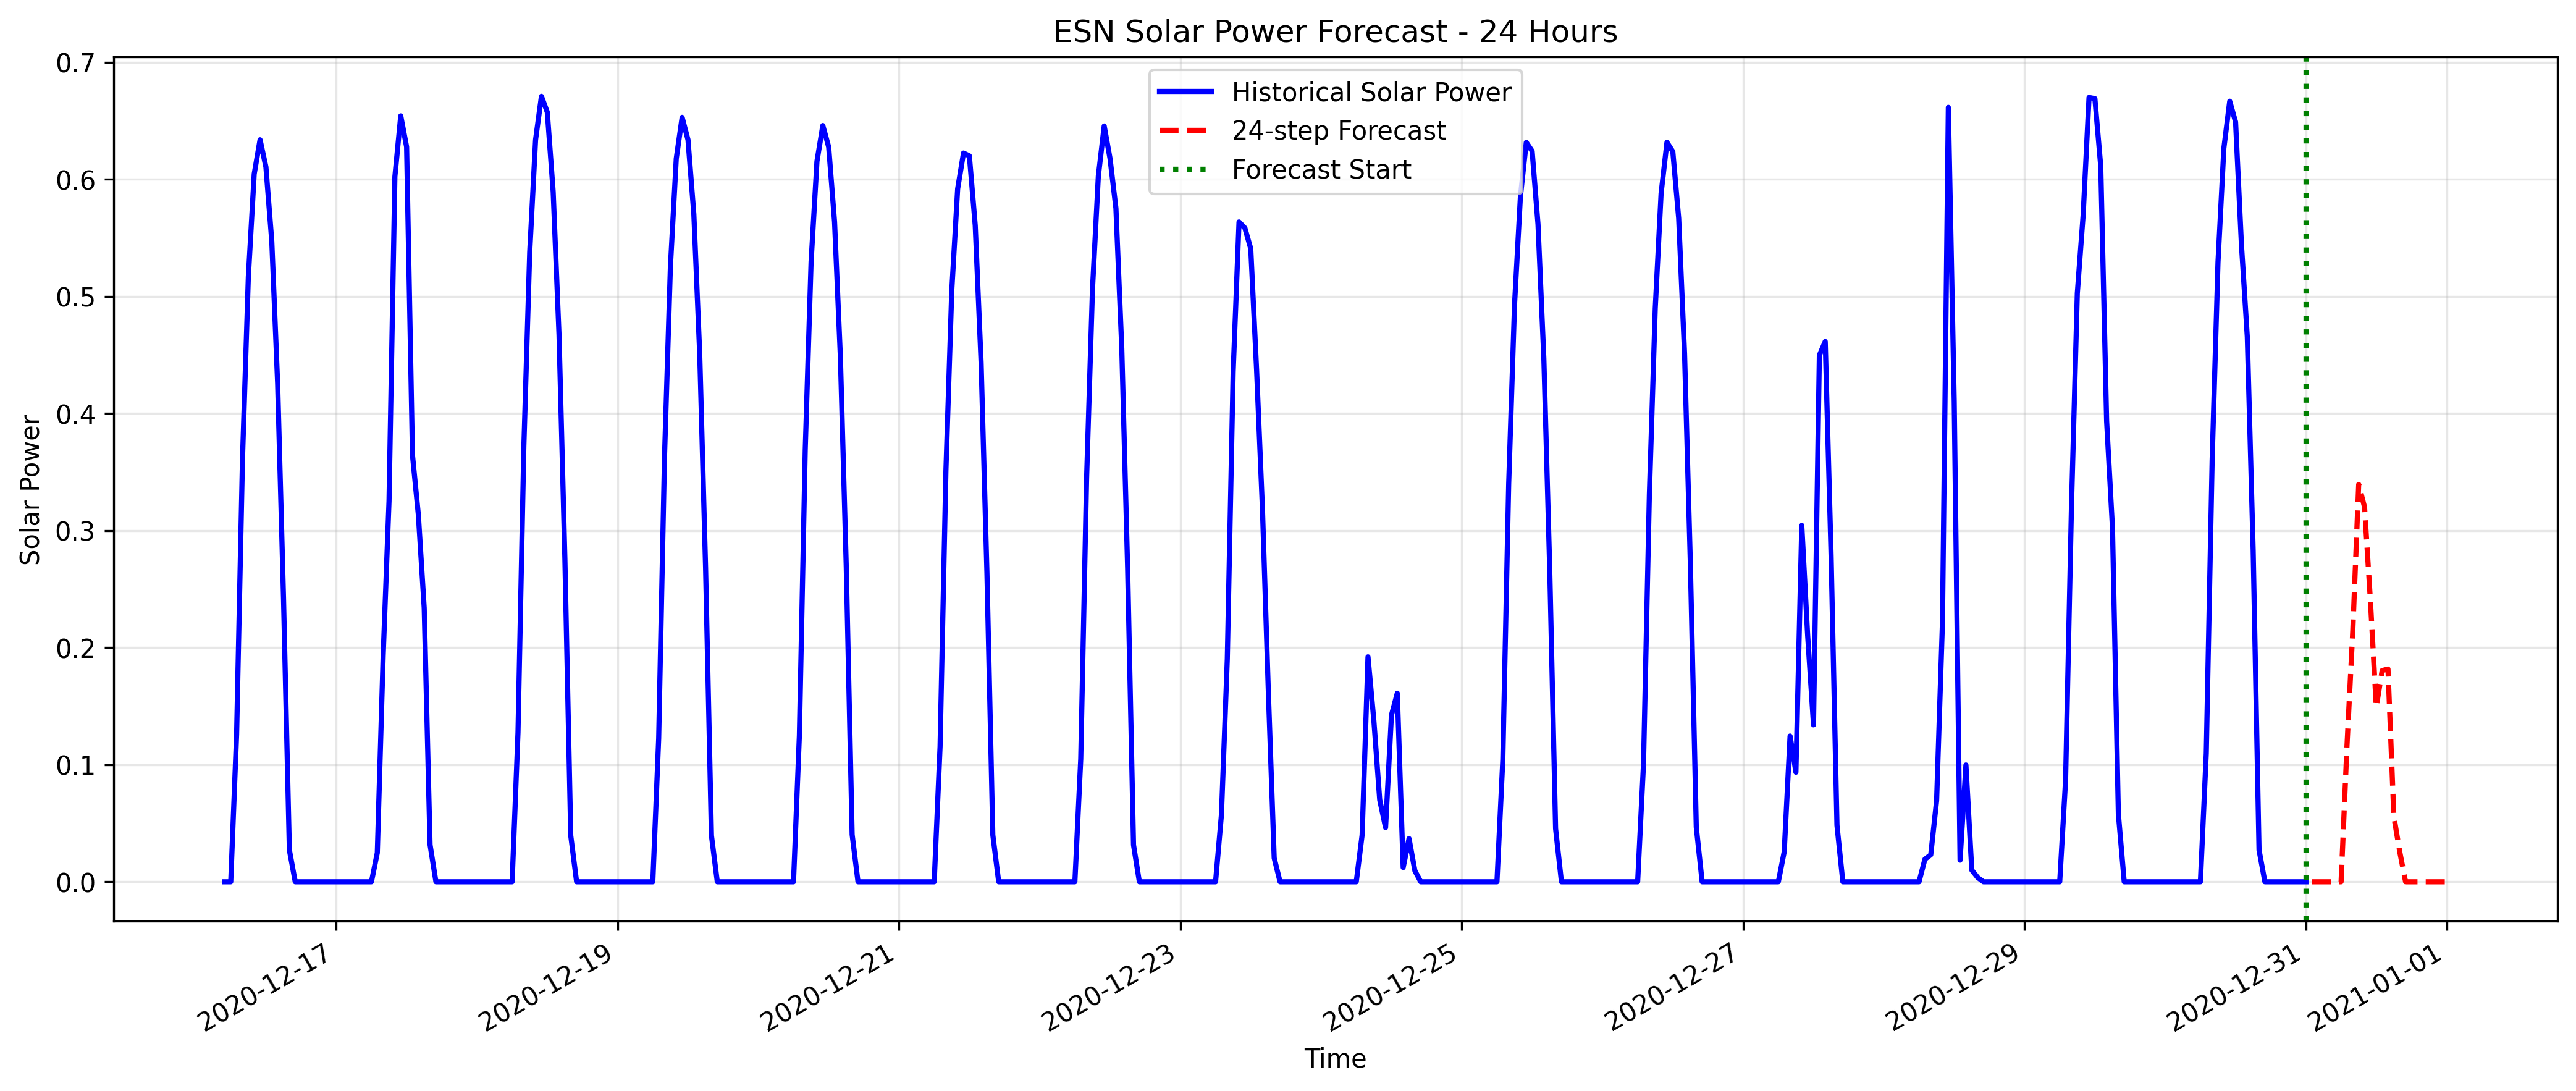 ESN Solar Power Forecast - 24 Hours
Historical Solar Power
24-step Forecast
Forecast Start
Solar Power
0.7
0.6
0.5
0.4
0.3
0.2
0.1
0.0
2020-12-17
2020-12-19
2020-12-21
2020-12-23
2020-12-25
2020-12-27
2020-12-29
2020-12-31
2021-01-01
Time